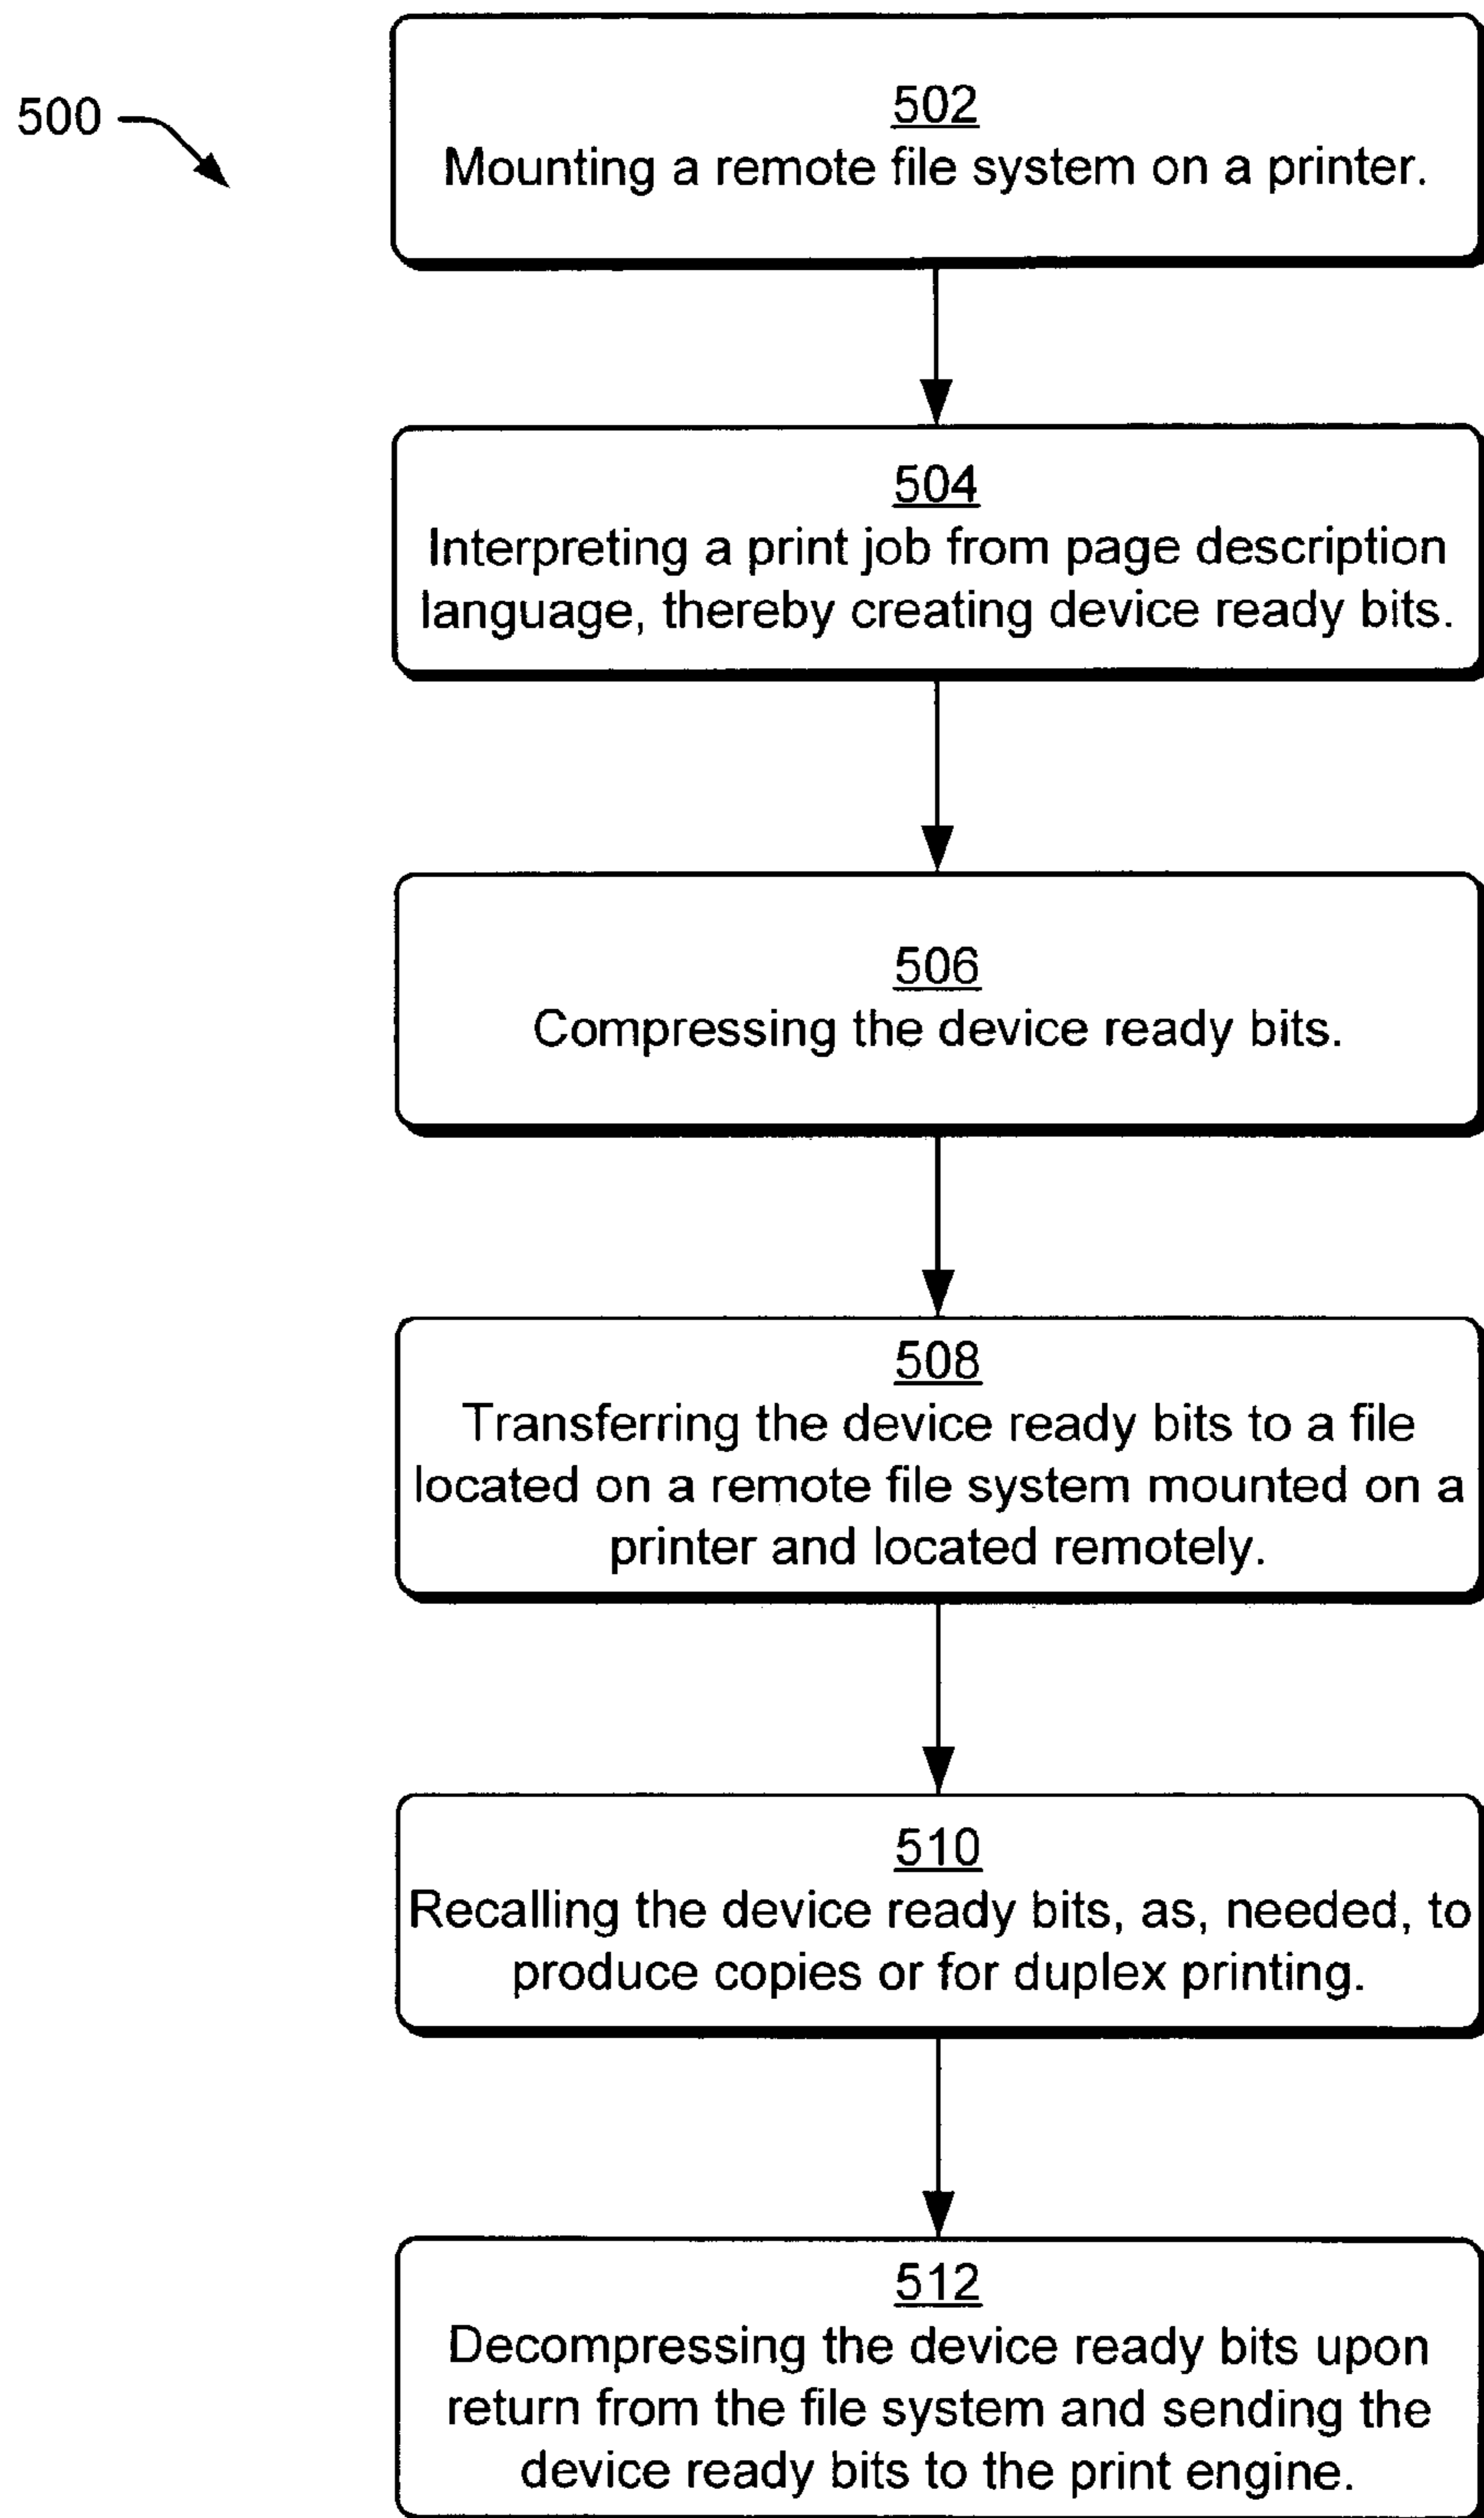 500
502
Mounting a remote file system on a printer.
504
Interpreting a print job from page description
language, thereby creating device ready bits.
506
Compressing the device ready bits.
508
Transferring the device ready bits to a file
located on a remote file system mounted on a
printer and located remotely.
510
Recalling the device ready bits, as, needed, to
produce copies or for duplex printing.
512
Decompressing the device ready bits upon
return from the file system and sending the
device ready bits to the print engine.